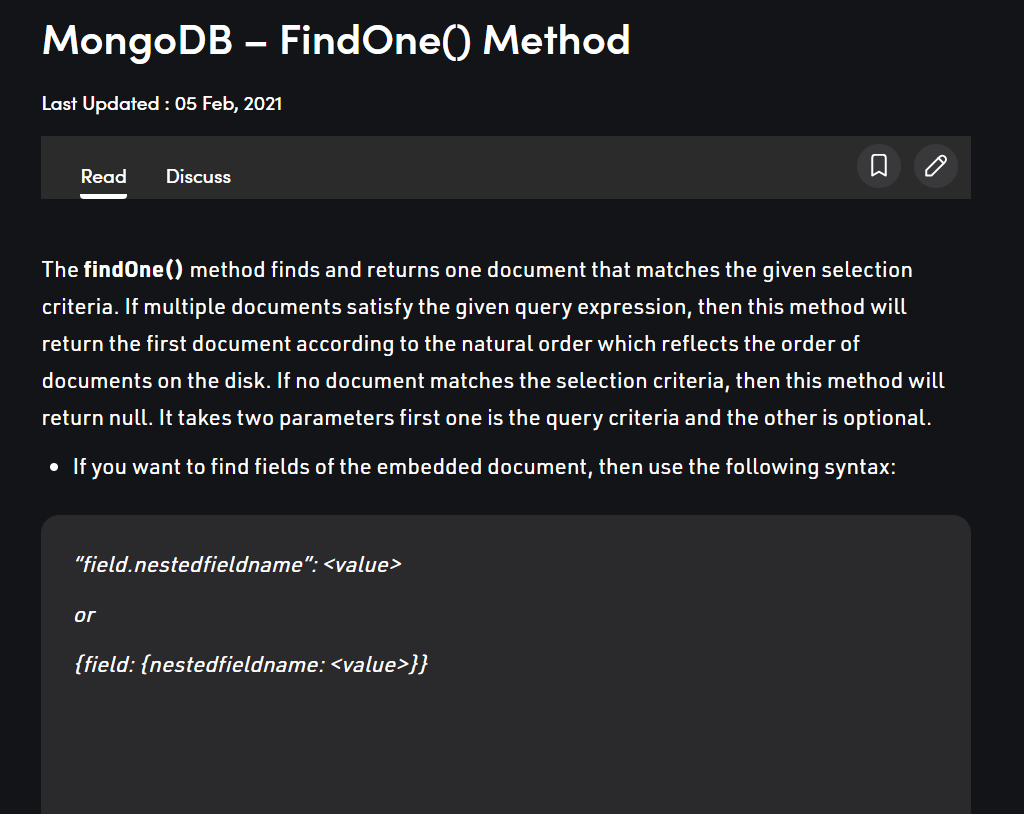 MongoDB – FindOne() Method
Last Updated : 05 Feb, 2021
Read Discuss
The findOne() method finds and returns one document that matches the given selection
criteria. If multiple documents satisfy the given query expression, then this method will
return the first document according to the natural order which reflects the order of
documents on the disk. If no document matches the selection criteria, then this method will
return null. It takes two parameters first one is the query criteria and the other is optional.
• If you want to find fields of the embedded document, then use the following syntax:
“field.nestedfieldname”: <value>
or
{field: {nestedfieldname: <value>}}